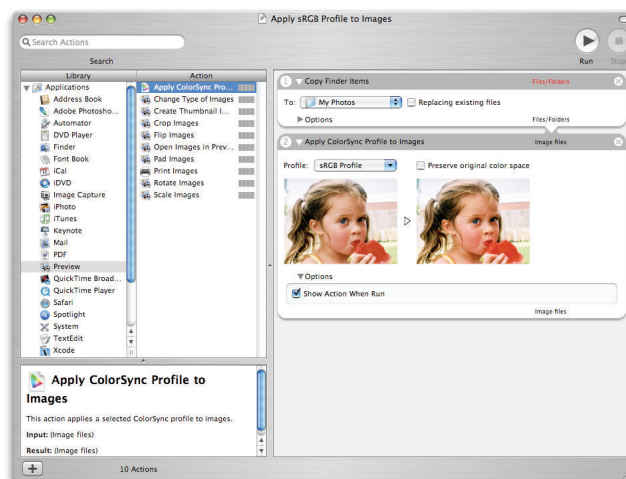 Apply sRGB Profile to Images
Search Actions
Search
Run
Stop
Library
Action
Applications
Address Book
Adobe Photosho...
Automator
DVD Player
Finder
Font Book
iCal
iDVD
Image Capture
iPhoto
iTunes
Keynote
Mail
PDF
Preview
QuickTime Broad...
QuickTime Player
Safari
Spotlight
System
TextEdit
Xcode
Apply ColorSync Pro...
Change Type of Images
Create Thumbnail I...
Crop Images
Flip Images
Open Images in Prev...
Pad Images
Print Images
Rotate Images
Scale Images
1 Copy Finder Items Files/Folders
To: My Photos Replacing existing files
Options Files/Folders
2 Apply ColorSync Profile to Images Image files
Profile: sRGB Profile Preserve original color space
Options
Show Action When Run
Image files
Apply ColorSync Profile to
Images
This action applies a selected ColorSync profile to images.
Input: (Image files)
Result: (Image files)
10 Actions